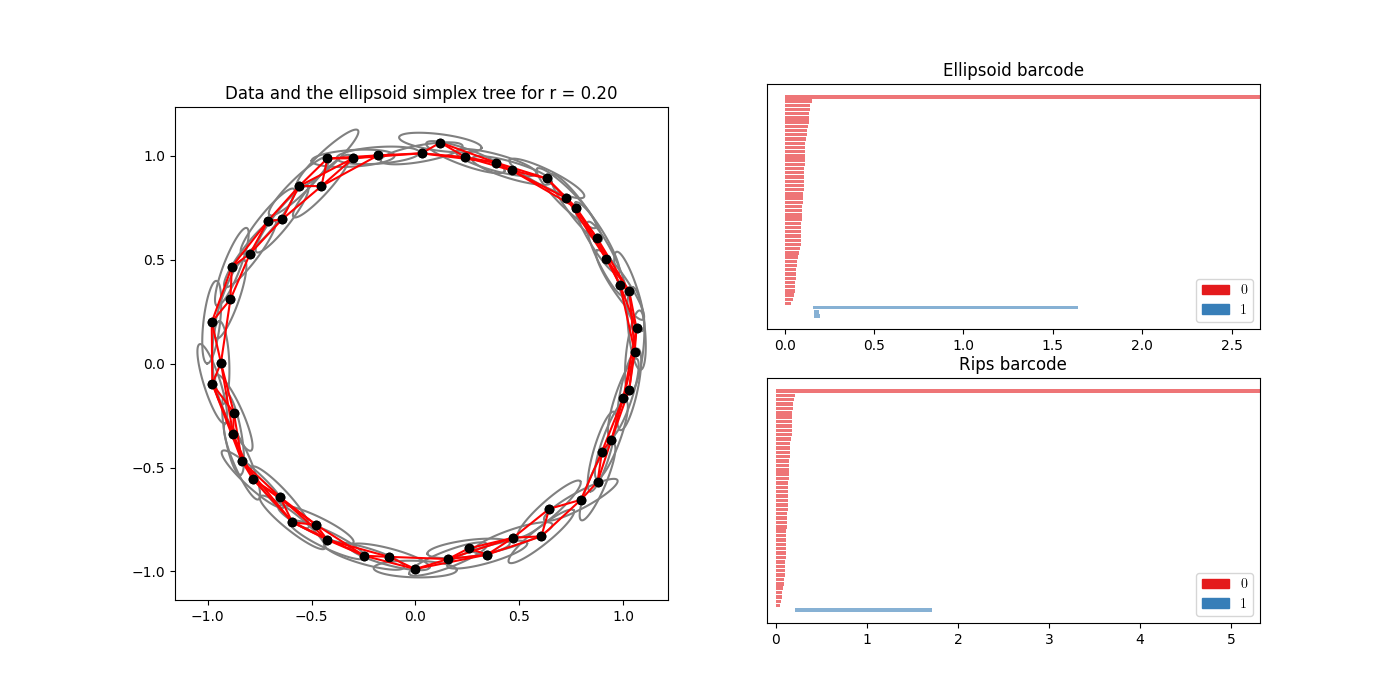 Data and the ellipsoid simplex tree for r = 0.20
1.0
0.5
0.0
−0.5
−1.0
−1.0 −0.5 0.0 0.5 1.0
Ellipsoid barcode
0
1
0.0 0.5 1.0 1.5 2.0 2.5
Rips barcode
0
1
0 1 2 3 4 5